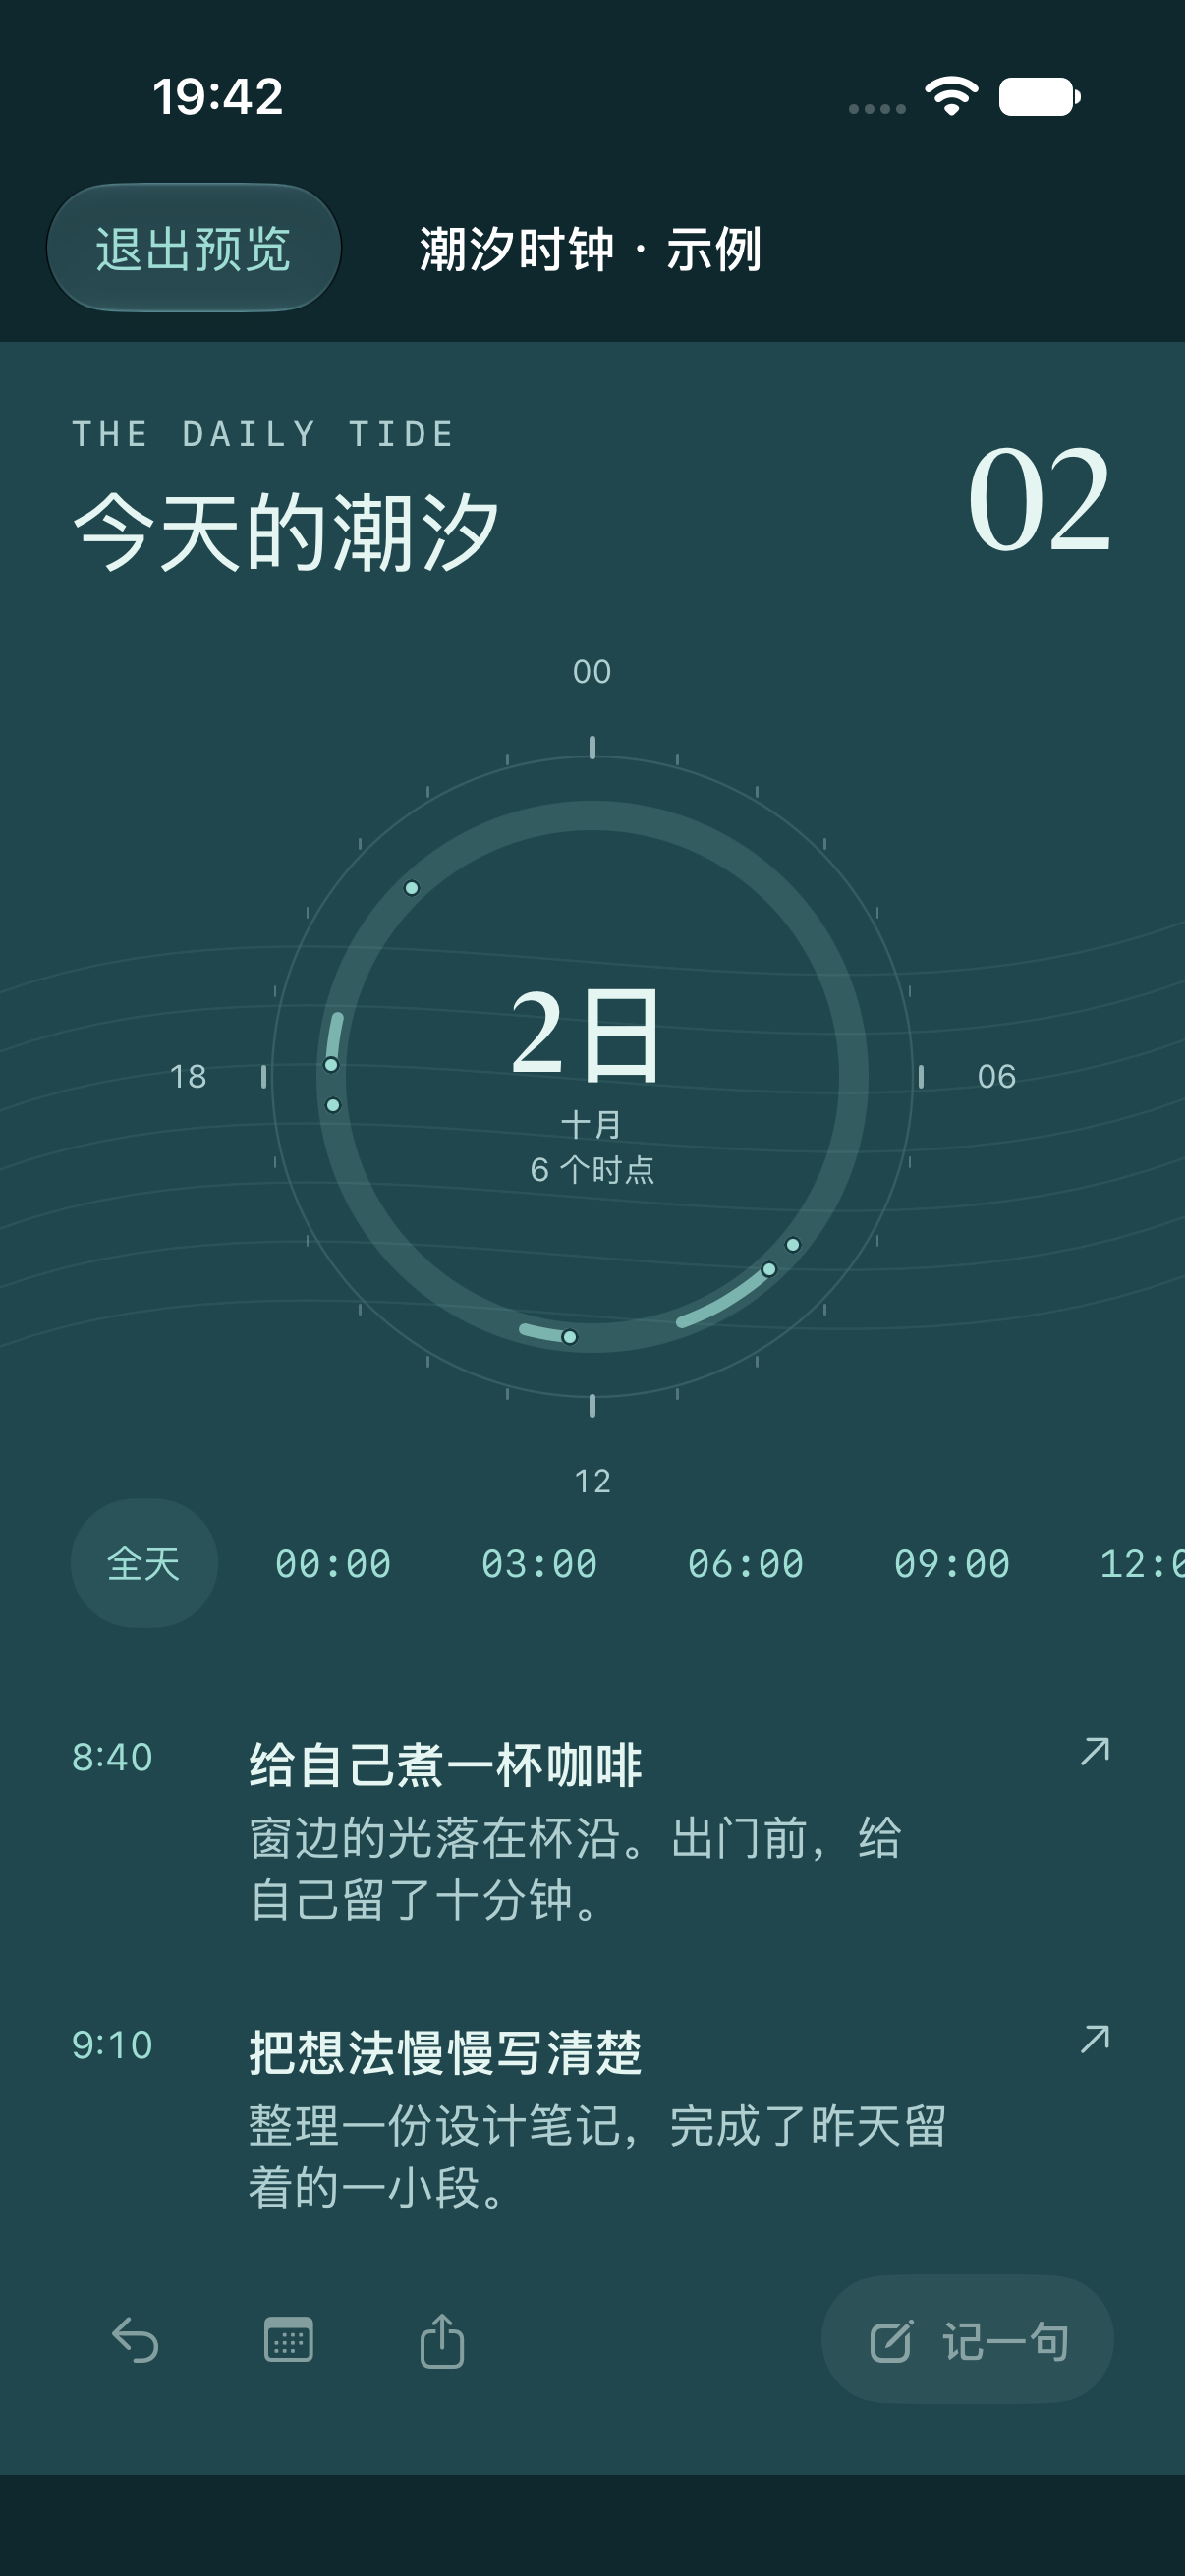 19:42
退出预览
潮汐时钟 · 示例
THE DAILY TIDE
今天的潮汐
02
00
18
06
2日
十月
6 个时点
12
全天 00:00 03:00 06:00 09:00 12:0
8:40
给自己煮一杯咖啡
窗边的光落在杯沿。出门前，给
自己留了十分钟。
9:10
把想法慢慢写清楚
整理一份设计笔记，完成了昨天留
着的一小段。
记一句